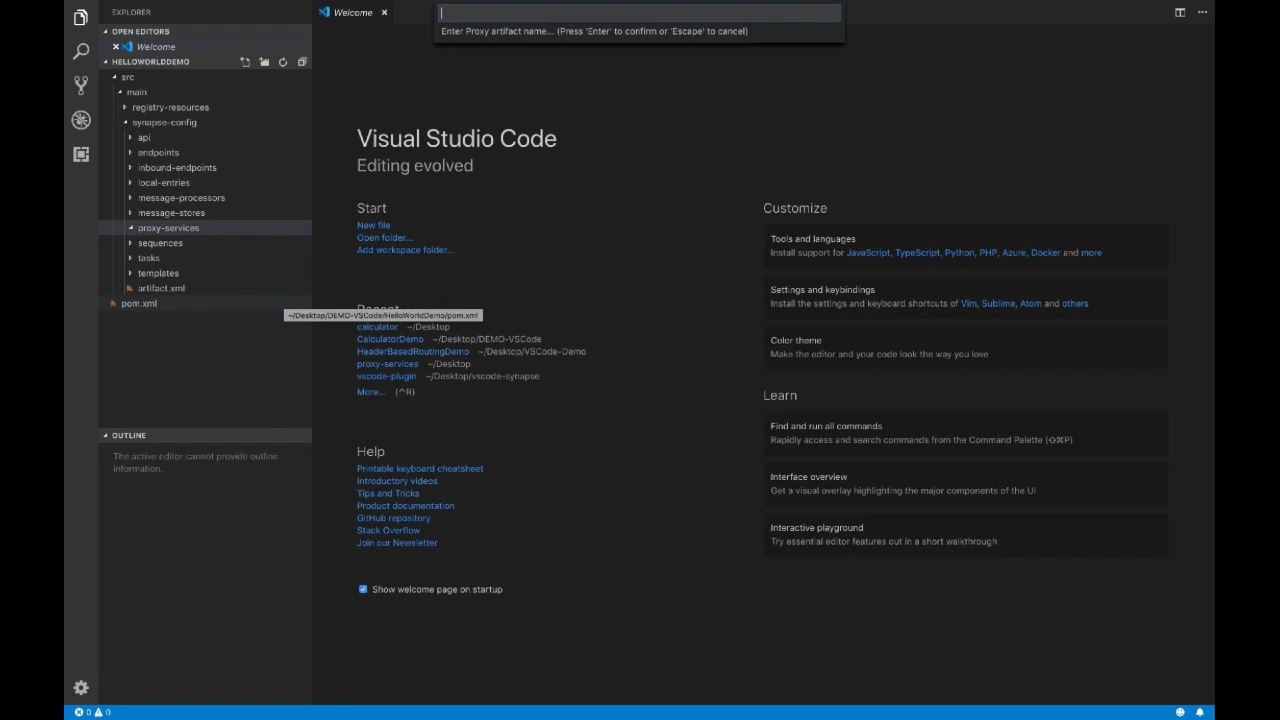 EXPLORER
OPEN EDITORS
Welcome
HELLOWORLDDEMO
src
main
registry-resources
synapse-config
api
endpoints
inbound-endpoints
local-entries
message-processors
message-stores
proxy-services
sequences
tasks
templates
artifact.xml
pom.xml
OUTLINE
The active editor cannot provide outline
information.
Welcome
Enter Proxy artifact name... (Press 'Enter' to confirm or 'Escape' to cancel)
Visual Studio Code
Editing evolved
Start
New file
Open folder...
Add workspace folder...
Recent
~/Desktop/DEMO-VSCode/HelloWorldDemo/pom.xml
calculator ~/Desktop
CalculatorDemo ~/Desktop/DEMO-VSCode
HeaderBasedRoutingDemo ~/Desktop/VSCode-Demo
proxy-services ~/Desktop
vscode-plugin ~/Desktop/vscode-synapse
More... (^R)
Help
Printable keyboard cheatsheet
Introductory videos
Tips and Tricks
Product documentation
GitHub repository
Stack Overflow
Join our Newsletter
Show welcome page on startup
Customize
Tools and languages
Install support for JavaScript, TypeScript, Python, PHP, Azure, Docker and more
Settings and keybindings
Install the settings and keyboard shortcuts of Vim, Sublime, Atom and others
Color theme
Make the editor and your code look the way you love
Learn
Find and run all commands
Rapidly access and search commands from the Command Palette (⇧⌘P)
Interface overview
Get a visual overlay highlighting the major components of the UI
Interactive playground
Try essential editor features out in a short walkthrough
0 0